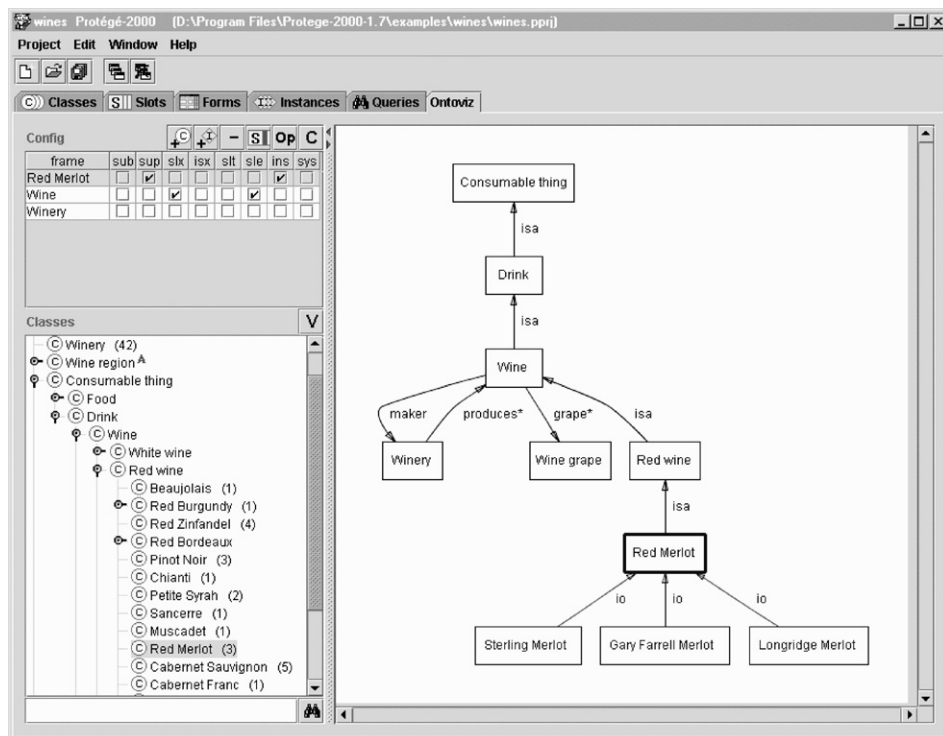 wines Protégé-2000 (D:\Program Files\Protege-2000-1.7\examples\wines\wines.pprj)
Project Edit Window Help
C Classes S Slots Forms I Instances Queries Ontoviz
Config C I − S Op C
frame sub sup slx isx slt sle ins sys
Red Merlot
Wine
Winery
Classes V
C Winery (42)
C Wine region A
C Consumable thing
C Food
C Drink
C Wine
C White wine
C Red wine
C Beaujolais (1)
C Red Burgundy (1)
C Red Zinfandel (4)
C Red Bordeaux
C Pinot Noir (3)
C Chianti (1)
C Petite Syrah (2)
C Sancerre (1)
C Muscadet (1)
C Red Merlot (3)
C Cabernet Sauvignon (5)
C Cabernet Franc (1)
Consumable thing
isa
Drink
isa
Wine
maker produces* grape* isa
Winery Wine grape Red wine
isa
Red Merlot
io io io
Sterling Merlot Gary Farrell Merlot Longridge Merlot